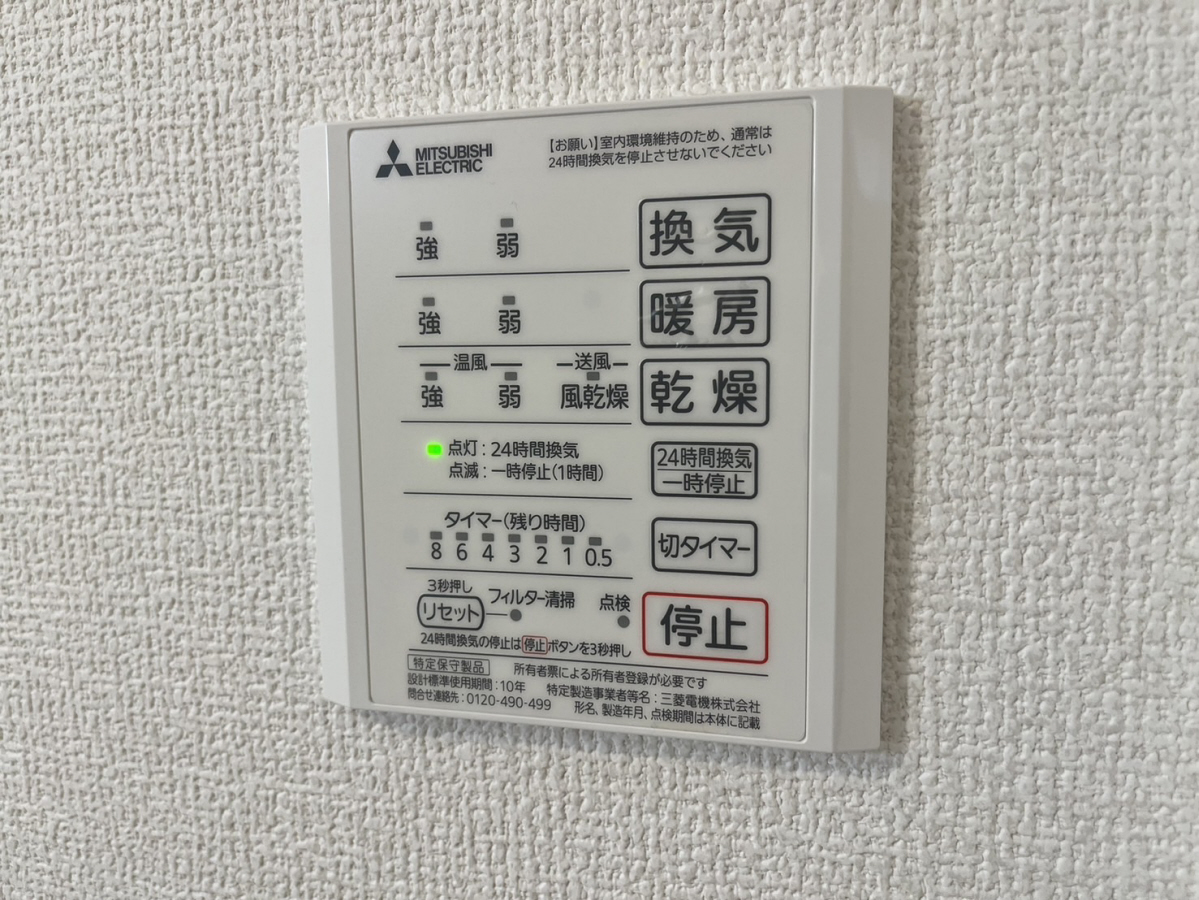 MITSUBISHI
ELECTRIC
【お願い】室内環境維持のため、通常は
24時間換気を停止させないでください
強 弱 換気
強 弱 暖房
温風 送風
強 弱 風乾燥 乾燥
点灯:24時間換気
点滅:一時停止(1時間)
24時間換気
一時停止
タイマー(残り時間)
8 6 4 3 2 1 0.5
切タイマー
3秒押し
リセット フィルター清掃 点検
停止
24時間換気の停止は停止ボタンを3秒押し
特定保守製品 所有者票による所有者登録が必要です
設計標準使用期間:10年 特定製造事業者等名:三菱電機株式会社
問合せ連絡先:0120-490-499 形名、製造年月、点検期間は本体に記載